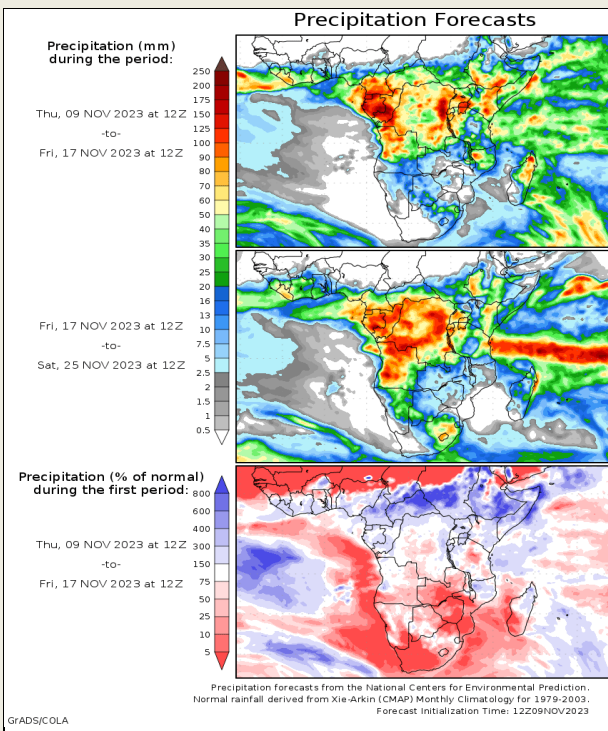 Precipitation Forecasts
Precipitation (mm)
during the period:
Thu, 09 NOV 2023 at 12Z
-to-
Fri, 17 NOV 2023 at 12Z
250
200
175
150
125
100
90
80
70
60
50
40
35
30
25
20
16
13
10
7.5
5
2.5
2
1.5
1
0.5
Fri, 17 NOV 2023 at 12Z
-to-
Sat, 25 NOV 2023 at 12Z
Precipitation (% of normal)
during the first period:
Thu, 09 NOV 2023 at 12Z
-to-
Fri, 17 NOV 2023 at 12Z
800
600
400
300
150
75
50
25
10
5
Precipitation forecasts from the National Centers for Environmental Prediction.
Normal rainfall derived from Xie-Arkin (CMAP) Monthly Climatology for 1979-2003.
Forecast Initialization Time: 12Z09NOV2023
GrADS/COLA